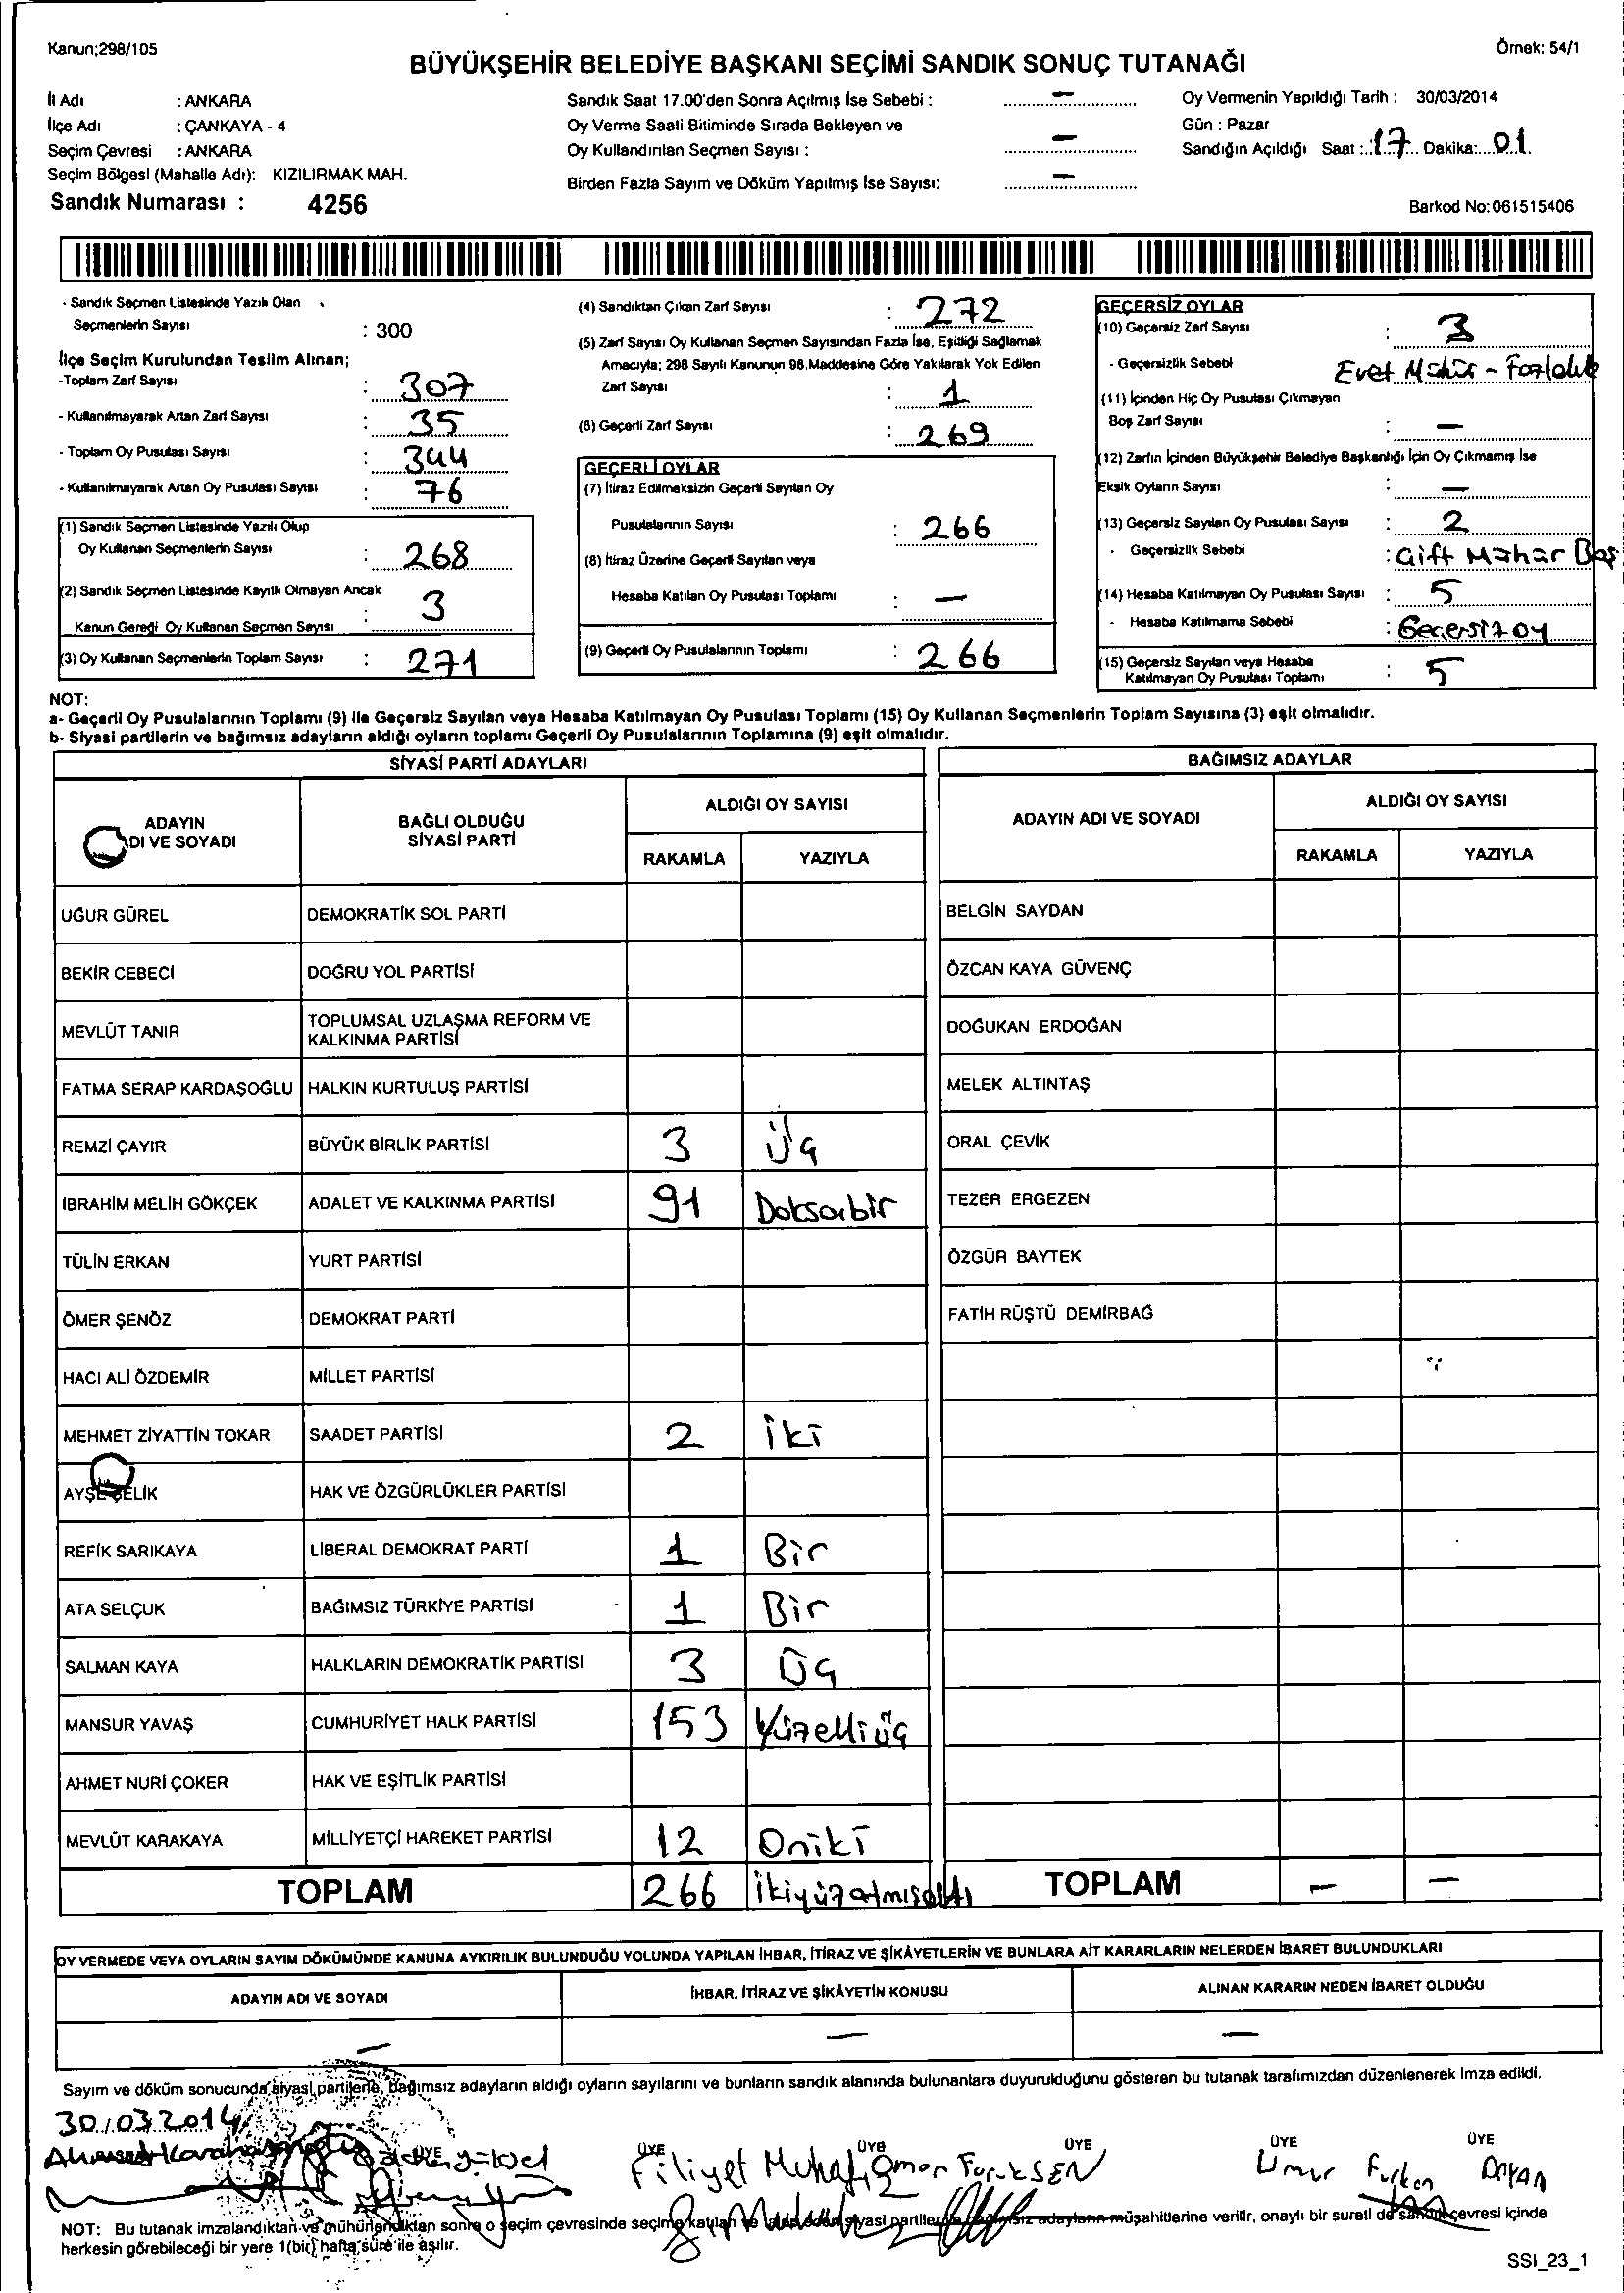 Kanun;298/105
Örnek: 54/1
BÜYÜKŞEHİR BELEDİYE BAŞKANI SEÇİMİ SANDIK SONUÇ TUTANAĞI
İl Adı : ANKARA
İlçe Adı : ÇANKAYA - 4
Seçim Çevresi : ANKARA
Seçim Bölgesi (Mahalle Adı): KIZILIRMAK MAH.
Sandık Numarası : 4256
Sandık Saat 17.00'den Sonra Açılmış İse Sebebi : —
Oy Verme Saati Bitiminde Sırada Bekleyen ve
Oy Kullandırılan Seçmen Sayısı : —
Birden Fazla Sayım ve Döküm Yapılmış İse Sayısı: —
Oy Vermenin Yapıldığı Tarih : 30/03/2014
Gün : Pazar
Sandığın Açıldığı Saat : 17 Dakika: 01
Barkod No:061515406
- Sandık Seçmen Listesinde Yazılı Olan
Seçmenlerin Sayısı : 300
İlçe Seçim Kurulundan Teslim Alınan;
-Toplam Zarf Sayısı : 307
- Kullanılmayarak Artan Zarf Sayısı : 35
- Toplam Oy Pusulası Sayısı : 344
- Kullanılmayarak Artan Oy Pusulası Sayısı : 76
(1) Sandık Seçmen Listesinde Yazılı Olup
Oy Kullanan Seçmenlerin Sayısı : 268
(2) Sandık Seçmen Listesinde Kayıtlı Olmayan Ancak
Kanun Gereği Oy Kullanan Seçmen Sayısı : 3
(3) Oy Kullanan Seçmenlerin Toplam Sayısı : 271
(4) Sandıktan Çıkan Zarf Sayısı : 272
(5) Zarf Sayısı Oy Kullanan Seçmen Sayısından Fazla İse, Eşitliği Sağlamak
Amacıyla; 298 Sayılı Kanunun 98.Maddesine Göre Yakılarak Yok Edilen
Zarf Sayısı : 1
(6) Geçerli Zarf Sayısı : 269
GEÇERLİ OYLAR
(7) İtiraz Edilmeksizin Geçerli Sayılan Oy
Pusulalarının Sayısı : 266
(8) İtiraz Üzerine Geçerli Sayılan veya
Hesaba Katılan Oy Pusulası Toplamı : —
(9) Geçerli Oy Pusulalarının Toplamı : 266
GEÇERSİZ OYLAR
(10) Geçersiz Zarf Sayısı : 3
- Geçersizlik Sebebi Evet Mühür - Fazlalık
(11) İçinden Hiç Oy Pusulası Çıkmayan
Boş Zarf Sayısı : —
(12) Zarfın İçinden Büyükşehir Belediye Başkanlığı İçin Oy Çıkmamış İse
Eksik Oyların Sayısı : —
(13) Geçersiz Sayılan Oy Pusulası Sayısı : 2
- Geçersizlik Sebebi : Çift Mühür Boş
(14) Hesaba Katılmayan Oy Pusulası Sayısı : 5
- Hesaba Katılmama Sebebi : Geçersiz oy
(15) Geçersiz Sayılan veya Hesaba
Katılmayan Oy Pusulası Toplamı : 5
NOT:
a- Geçerli Oy Pusulalarının Toplamı (9) ile Geçersiz Sayılan veya Hesaba Katılmayan Oy Pusulası Toplamı (15) Oy Kullanan Seçmenlerin Toplam Sayısına (3) eşit olmalıdır.
b- Siyasi partilerin ve bağımsız adayların aldığı oyların toplamı Geçerli Oy Pusulalarının Toplamına (9) eşit olmalıdır.
SİYASİ PARTİ ADAYLARI
ADAYIN
ADI VE SOYADI
BAĞLI OLDUĞU
SİYASİ PARTİ
ALDIĞI OY SAYISI
RAKAMLA YAZIYLA
UĞUR GÜREL DEMOKRATİK SOL PARTİ
BEKİR CEBECİ DOĞRU YOL PARTİSİ
MEVLÜT TANIR TOPLUMSAL UZLAŞMA REFORM VE
KALKINMA PARTİSİ
FATMA SERAP KARDAŞOĞLU HALKIN KURTULUŞ PARTİSİ
REMZİ ÇAYIR BÜYÜK BİRLİK PARTİSİ 3 Üç
İBRAHİM MELİH GÖKÇEK ADALET VE KALKINMA PARTİSİ 91 Doksanbir
TÜLİN ERKAN YURT PARTİSİ
ÖMER ŞENÖZ DEMOKRAT PARTİ
HACI ALİ ÖZDEMİR MİLLET PARTİSİ
MEHMET ZİYATTİN TOKAR SAADET PARTİSİ 2 iki
AYŞE ÇELİK HAK VE ÖZGÜRLÜKLER PARTİSİ
REFİK SARIKAYA LİBERAL DEMOKRAT PARTİ 1 Bir
ATA SELÇUK BAĞIMSIZ TÜRKİYE PARTİSİ 1 Bir
SALMAN KAYA HALKLARIN DEMOKRATİK PARTİSİ 3 Üç
MANSUR YAVAŞ CUMHURİYET HALK PARTİSİ 153 Yüzelliüç
AHMET NURİ ÇOKER HAK VE EŞİTLİK PARTİSİ
MEVLÜT KARAKAYA MİLLİYETÇİ HAREKET PARTİSİ 12 Oniki
TOPLAM 266 ikiyüzatmışaltı
BAĞIMSIZ ADAYLAR
ADAYIN ADI VE SOYADI
ALDIĞI OY SAYISI
RAKAMLA YAZIYLA
BELGİN SAYDAN
ÖZCAN KAYA GÜVENÇ
DOĞUKAN ERDOĞAN
MELEK ALTINTAŞ
ORAL ÇEVİK
TEZER ERGEZEN
ÖZGÜR BAYTEK
FATİH RÜŞTÜ DEMİRBAĞ
TOPLAM — —
OY VERMEDE VEYA OYLARIN SAYIM DÖKÜMÜNDE KANUNA AYKIRILIK BULUNDUĞU YOLUNDA YAPILAN İHBAR, İTİRAZ VE ŞİKÂYETLERİN VE BUNLARA AİT KARARLARIN NELERDEN İBARET BULUNDUKLARI
ADAYIN ADI VE SOYADI İHBAR, İTİRAZ VE ŞİKÂYETİN KONUSU ALINAN KARARIN NEDEN İBARET OLDUĞU
— — —
Sayım ve döküm sonucunda siyasi partilerle, bağımsız adayların aldığı oyların sayılarını ve bunların sandık alanında bulunanlara duyurulduğunu gösteren bu tutanak tarafımızdan düzenlenerek imza edildi.
30.03.2014
ÜYE ÜYE ÜYE ÜYE ÜYE ÜYE
Ahmet Filiyet Ömer Faruk ŞEN Umur Furkan
NOT: Bu tutanak imzalandıktan ve mühürlendikten sonra o seçim çevresinde seçime katılan siyasi partiler müşahitlerine verilir, onaylı bir sureti de sandık çevresi içinde
herkesin görebileceği bir yere 1(bir) hafta süre ile asılır.
SSI_23_1